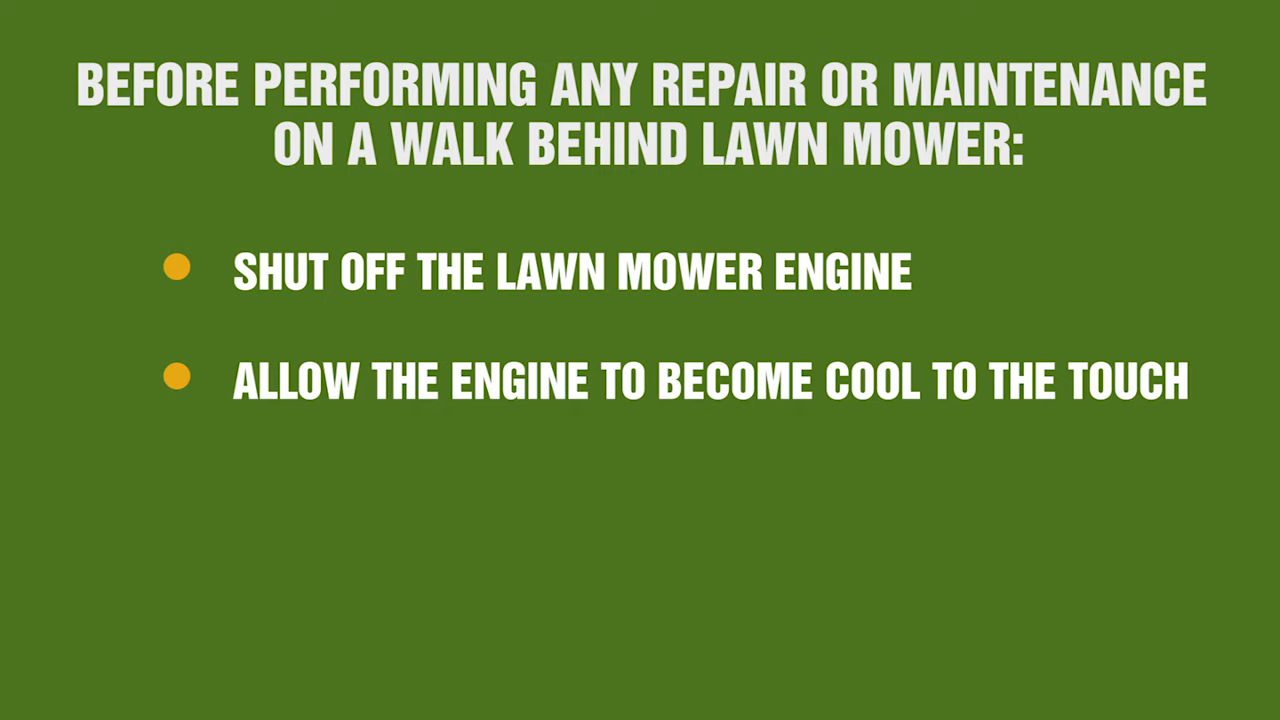 BEFORE PERFORMING ANY REPAIR OR MAINTENANCE
ON A WALK BEHIND LAWN MOWER:
SHUT OFF THE LAWN MOWER ENGINE
ALLOW THE ENGINE TO BECOME COOL TO THE TOUCH